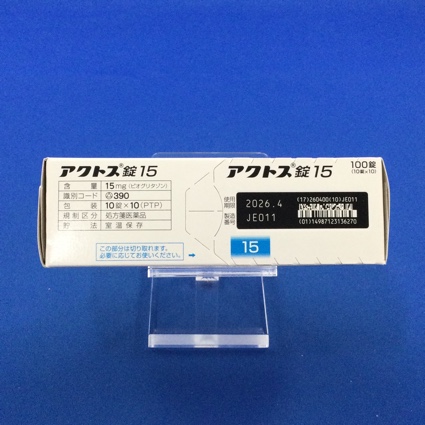 アクトス®錠15
含 量 15mg(ピオグリタゾン)
識別コード 390
包 装 10錠×10(PTP)
規制区分 処方箋医薬品
貯 法 室温保存
この部分は切り取れます。
必要に応じてお使いください。
アクトス®錠15
100錠
(10錠×10)
使用
期限
2026.4
製造
番号
JE011
(17)260400(10)JE011
(01)14987123136270
15